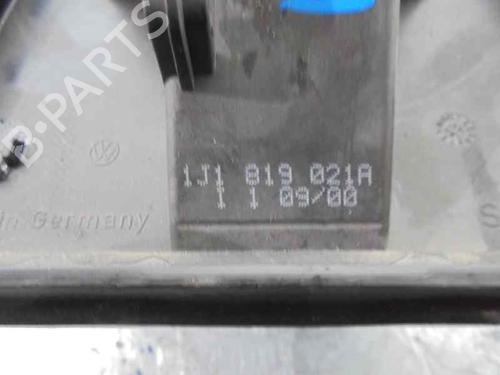 B-PARTS
1J1 819 021A
1 1 09/00
in Germany
S